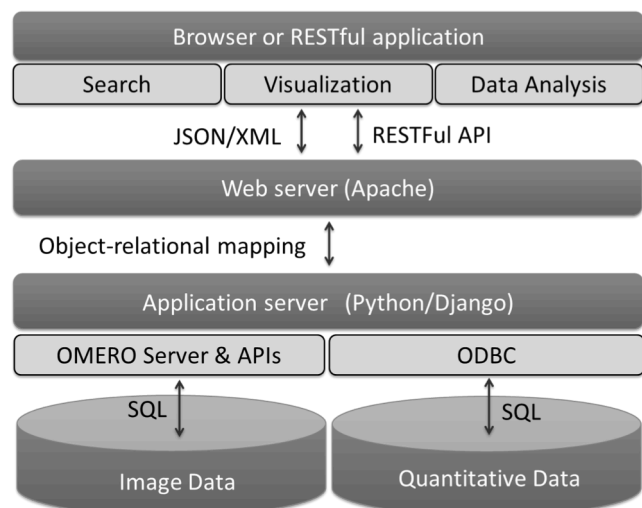 Browser or RESTful application
Search
Visualization
Data Analysis
JSON/XML
RESTFul API
Web server (Apache)
Object-relational mapping
Application server (Python/Django)
OMERO Server & APIs
ODBC
SQL
SQL
Image Data
Quantitative Data